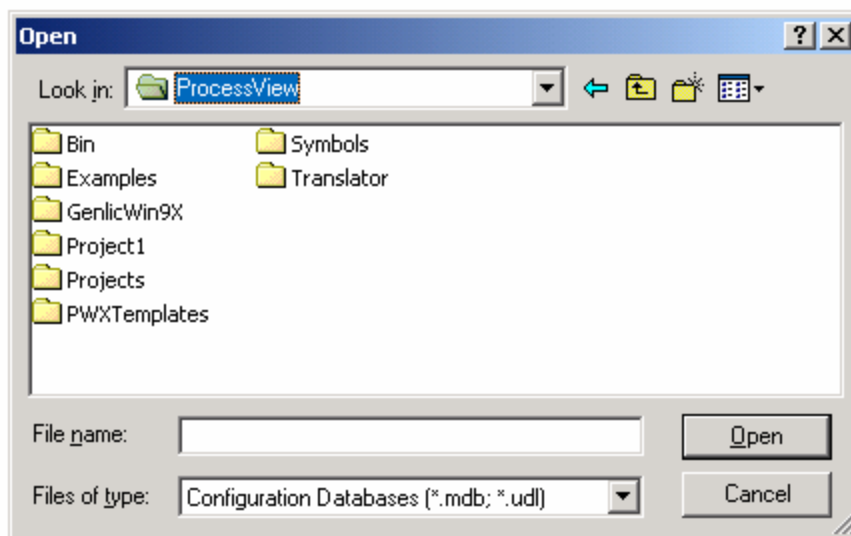 Open
Look in: ProcessView
Bin
Examples
GenlicWin9X
Project1
Projects
PWXTemplates
Symbols
Translator
File name:
Open
Files of type: Configuration Databases (*.mdb; *.udl)
Cancel